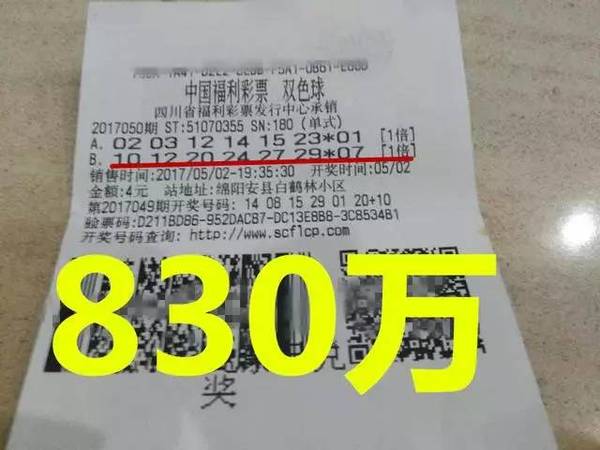 中国福利彩票 双色球
四川省福利彩票发行中心承销
2017050期 ST:51070355 SN:180 (单式)
A. 02 03 12 14 15 23*01 [1倍]
B. 10 12 20 24 27 29*07 [1倍]
销售时间:2017/05/02-19:35:30 开奖时间:05/02
金额:4元 站地址:绵阳安县白鹤林小区
第2017049期开奖号码: 14 08 15 29 01 20+10
验票码:D211BD86-952DACB7-DC13E8B8-3C8534B1
开奖号码查询: http://www.scflcp.com
830万
兑
奖